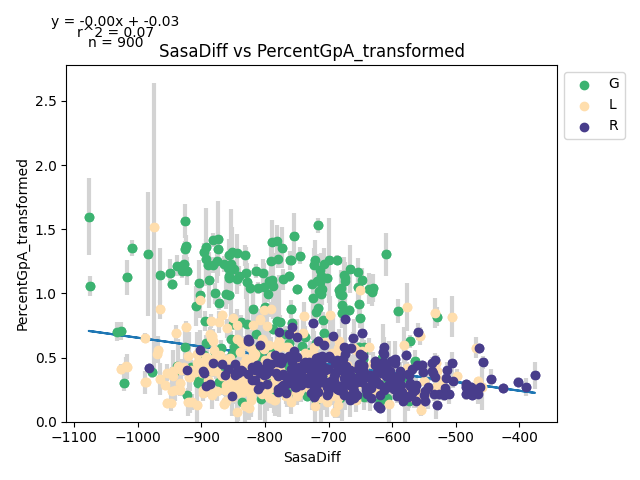 y = -0.00x + -0.03
r^2 = 0.07
n = 900
SasaDiff vs PercentGpA_transformed
G
L
R
PercentGpA_transformed
2.5
2.0
1.5
1.0
0.5
0.0
−1100 −1000 −900 −800 −700 −600 −500 −400
SasaDiff